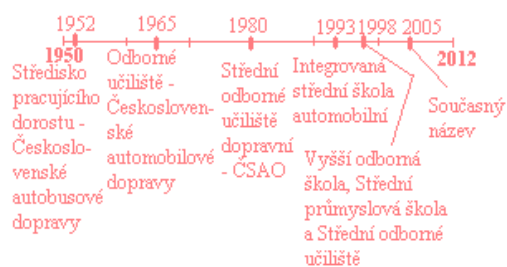 1952
1965
1980
1993
1998
2005
1950
2012
Středisko
pracujícího
dorostu -
Českoslo-
venské
autobusové
dopravy
Odborné
učiliště -
Českosloven-
ské
automobilové
dopravy
Střední
odborné
učiliště
dopravní
- ČSAO
Integrovaná
střední škola
automobilní
Vyšší odborná
škola, Střední
průmyslová škola
a Střední odborné
učiliště
Současný
název